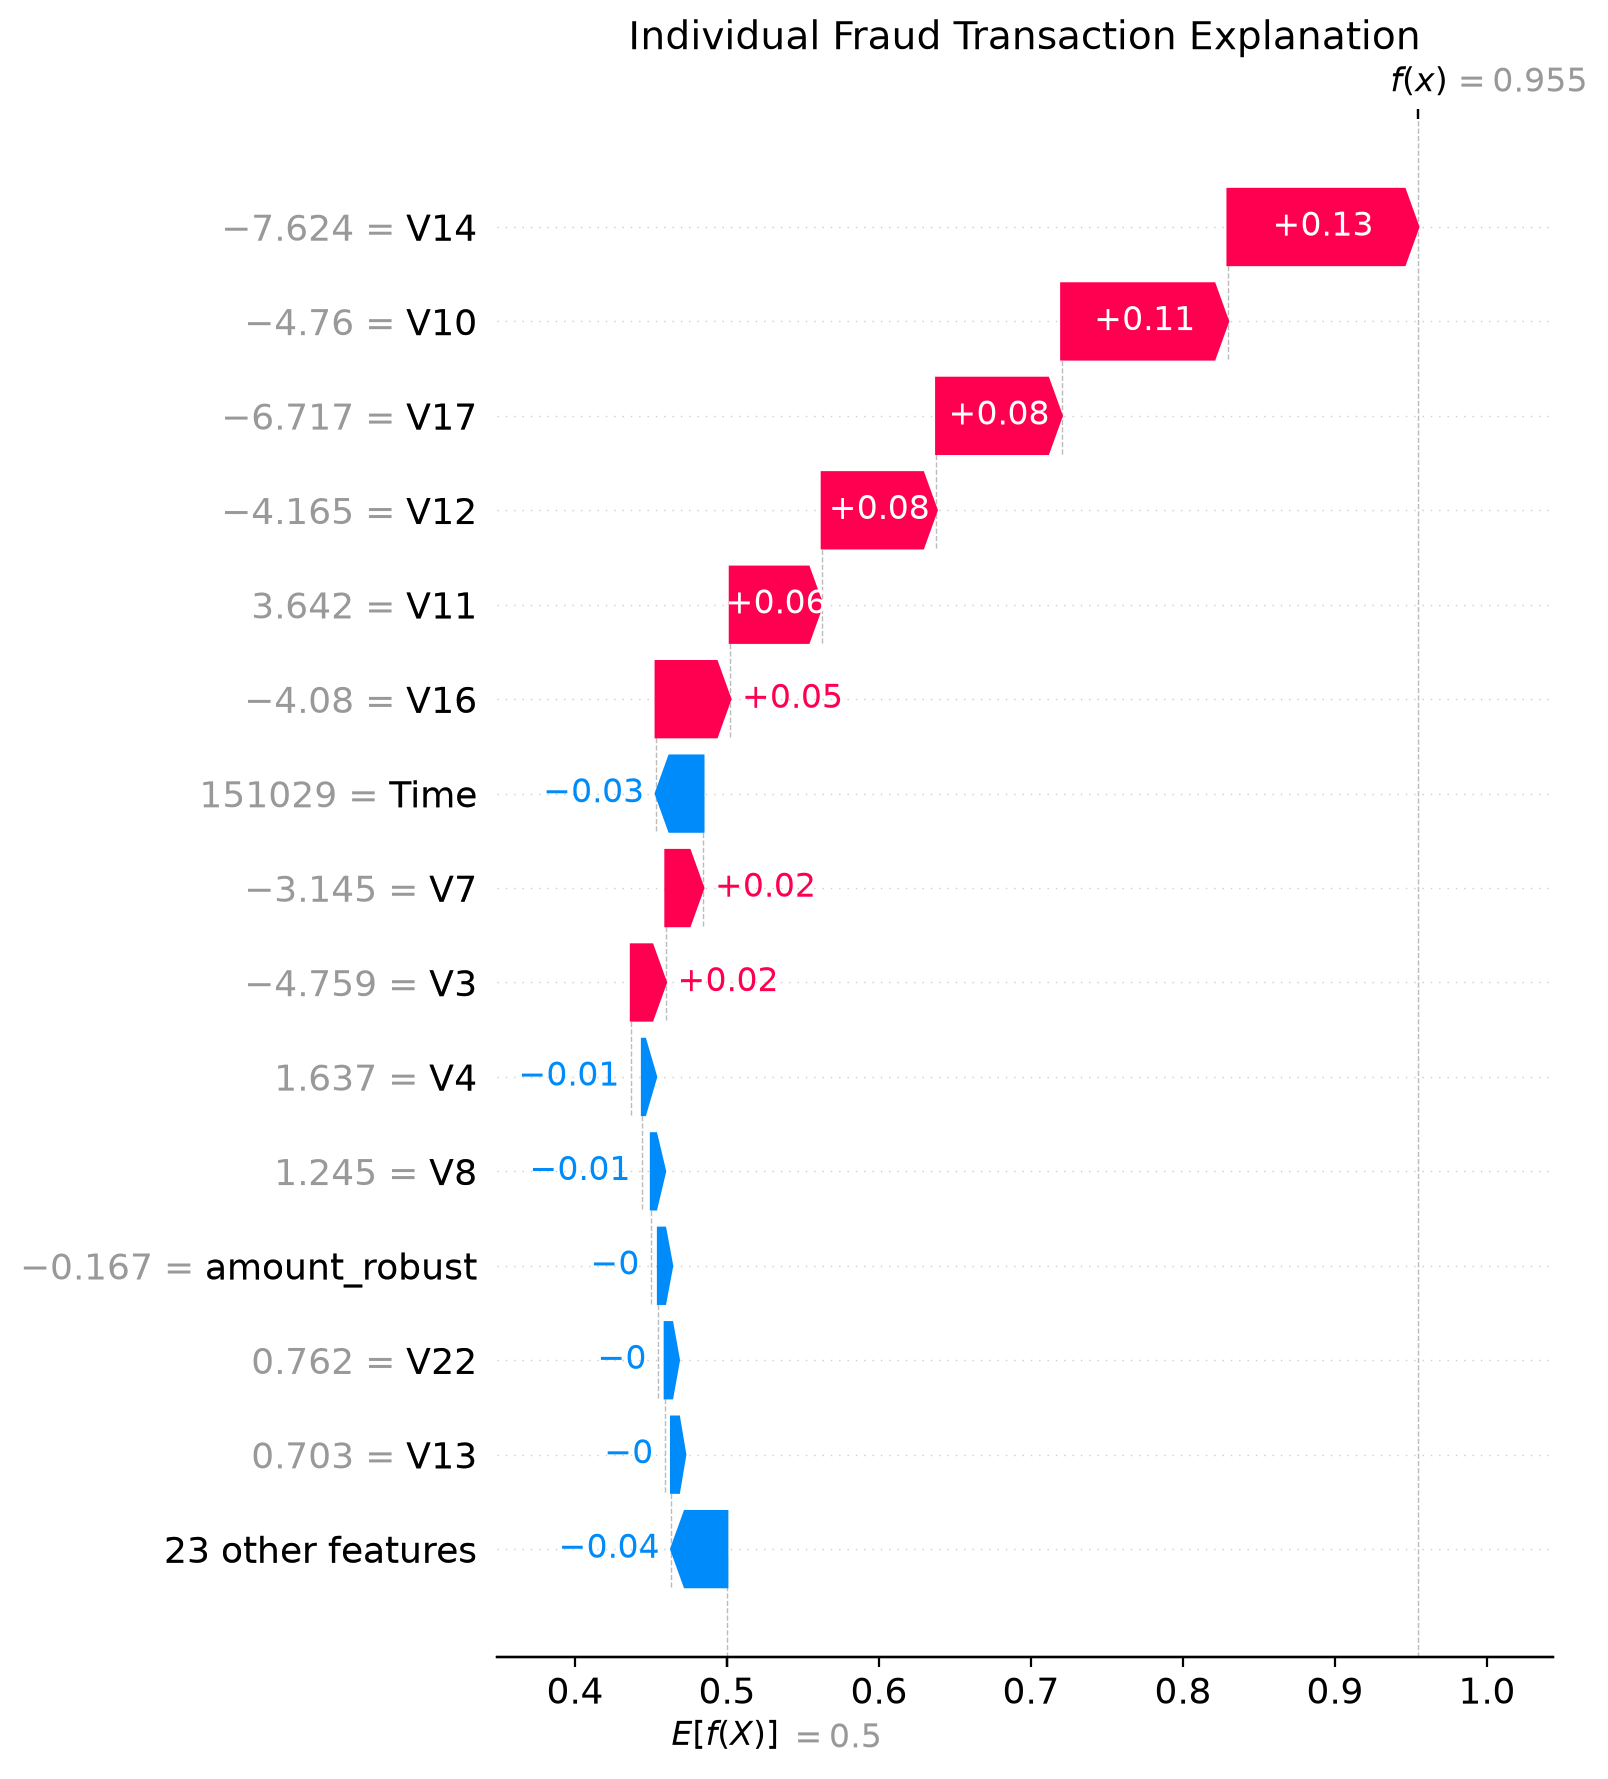 Individual Fraud Transaction Explanation
f(x) = 0.955
−7.624 = V14 +0.13
−4.76 = V10 +0.11
−6.717 = V17 +0.08
−4.165 = V12 +0.08
3.642 = V11 +0.06
−4.08 = V16 +0.05
151029 = Time −0.03
−3.145 = V7 +0.02
−4.759 = V3 +0.02
1.637 = V4 −0.01
1.245 = V8 −0.01
−0.167 = amount_robust −0
0.762 = V22 −0
0.703 = V13 −0
23 other features −0.04
0.4 0.5 0.6 0.7 0.8 0.9 1.0
E[f(X)] = 0.5